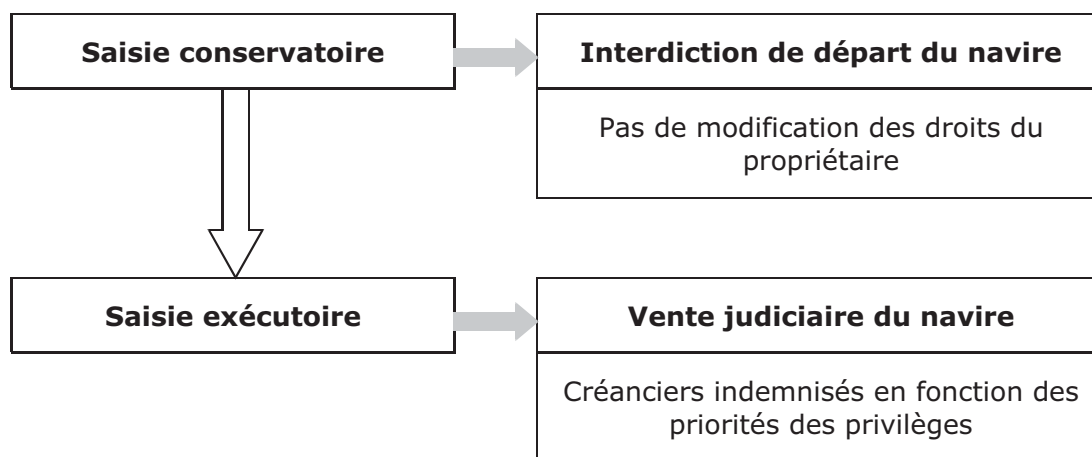 Saisie conservatoire
Interdiction de départ du navire
Pas de modification des droits du
propriétaire
Saisie exécutoire
Vente judiciaire du navire
Créanciers indemnisés en fonction des
priorités des privilèges